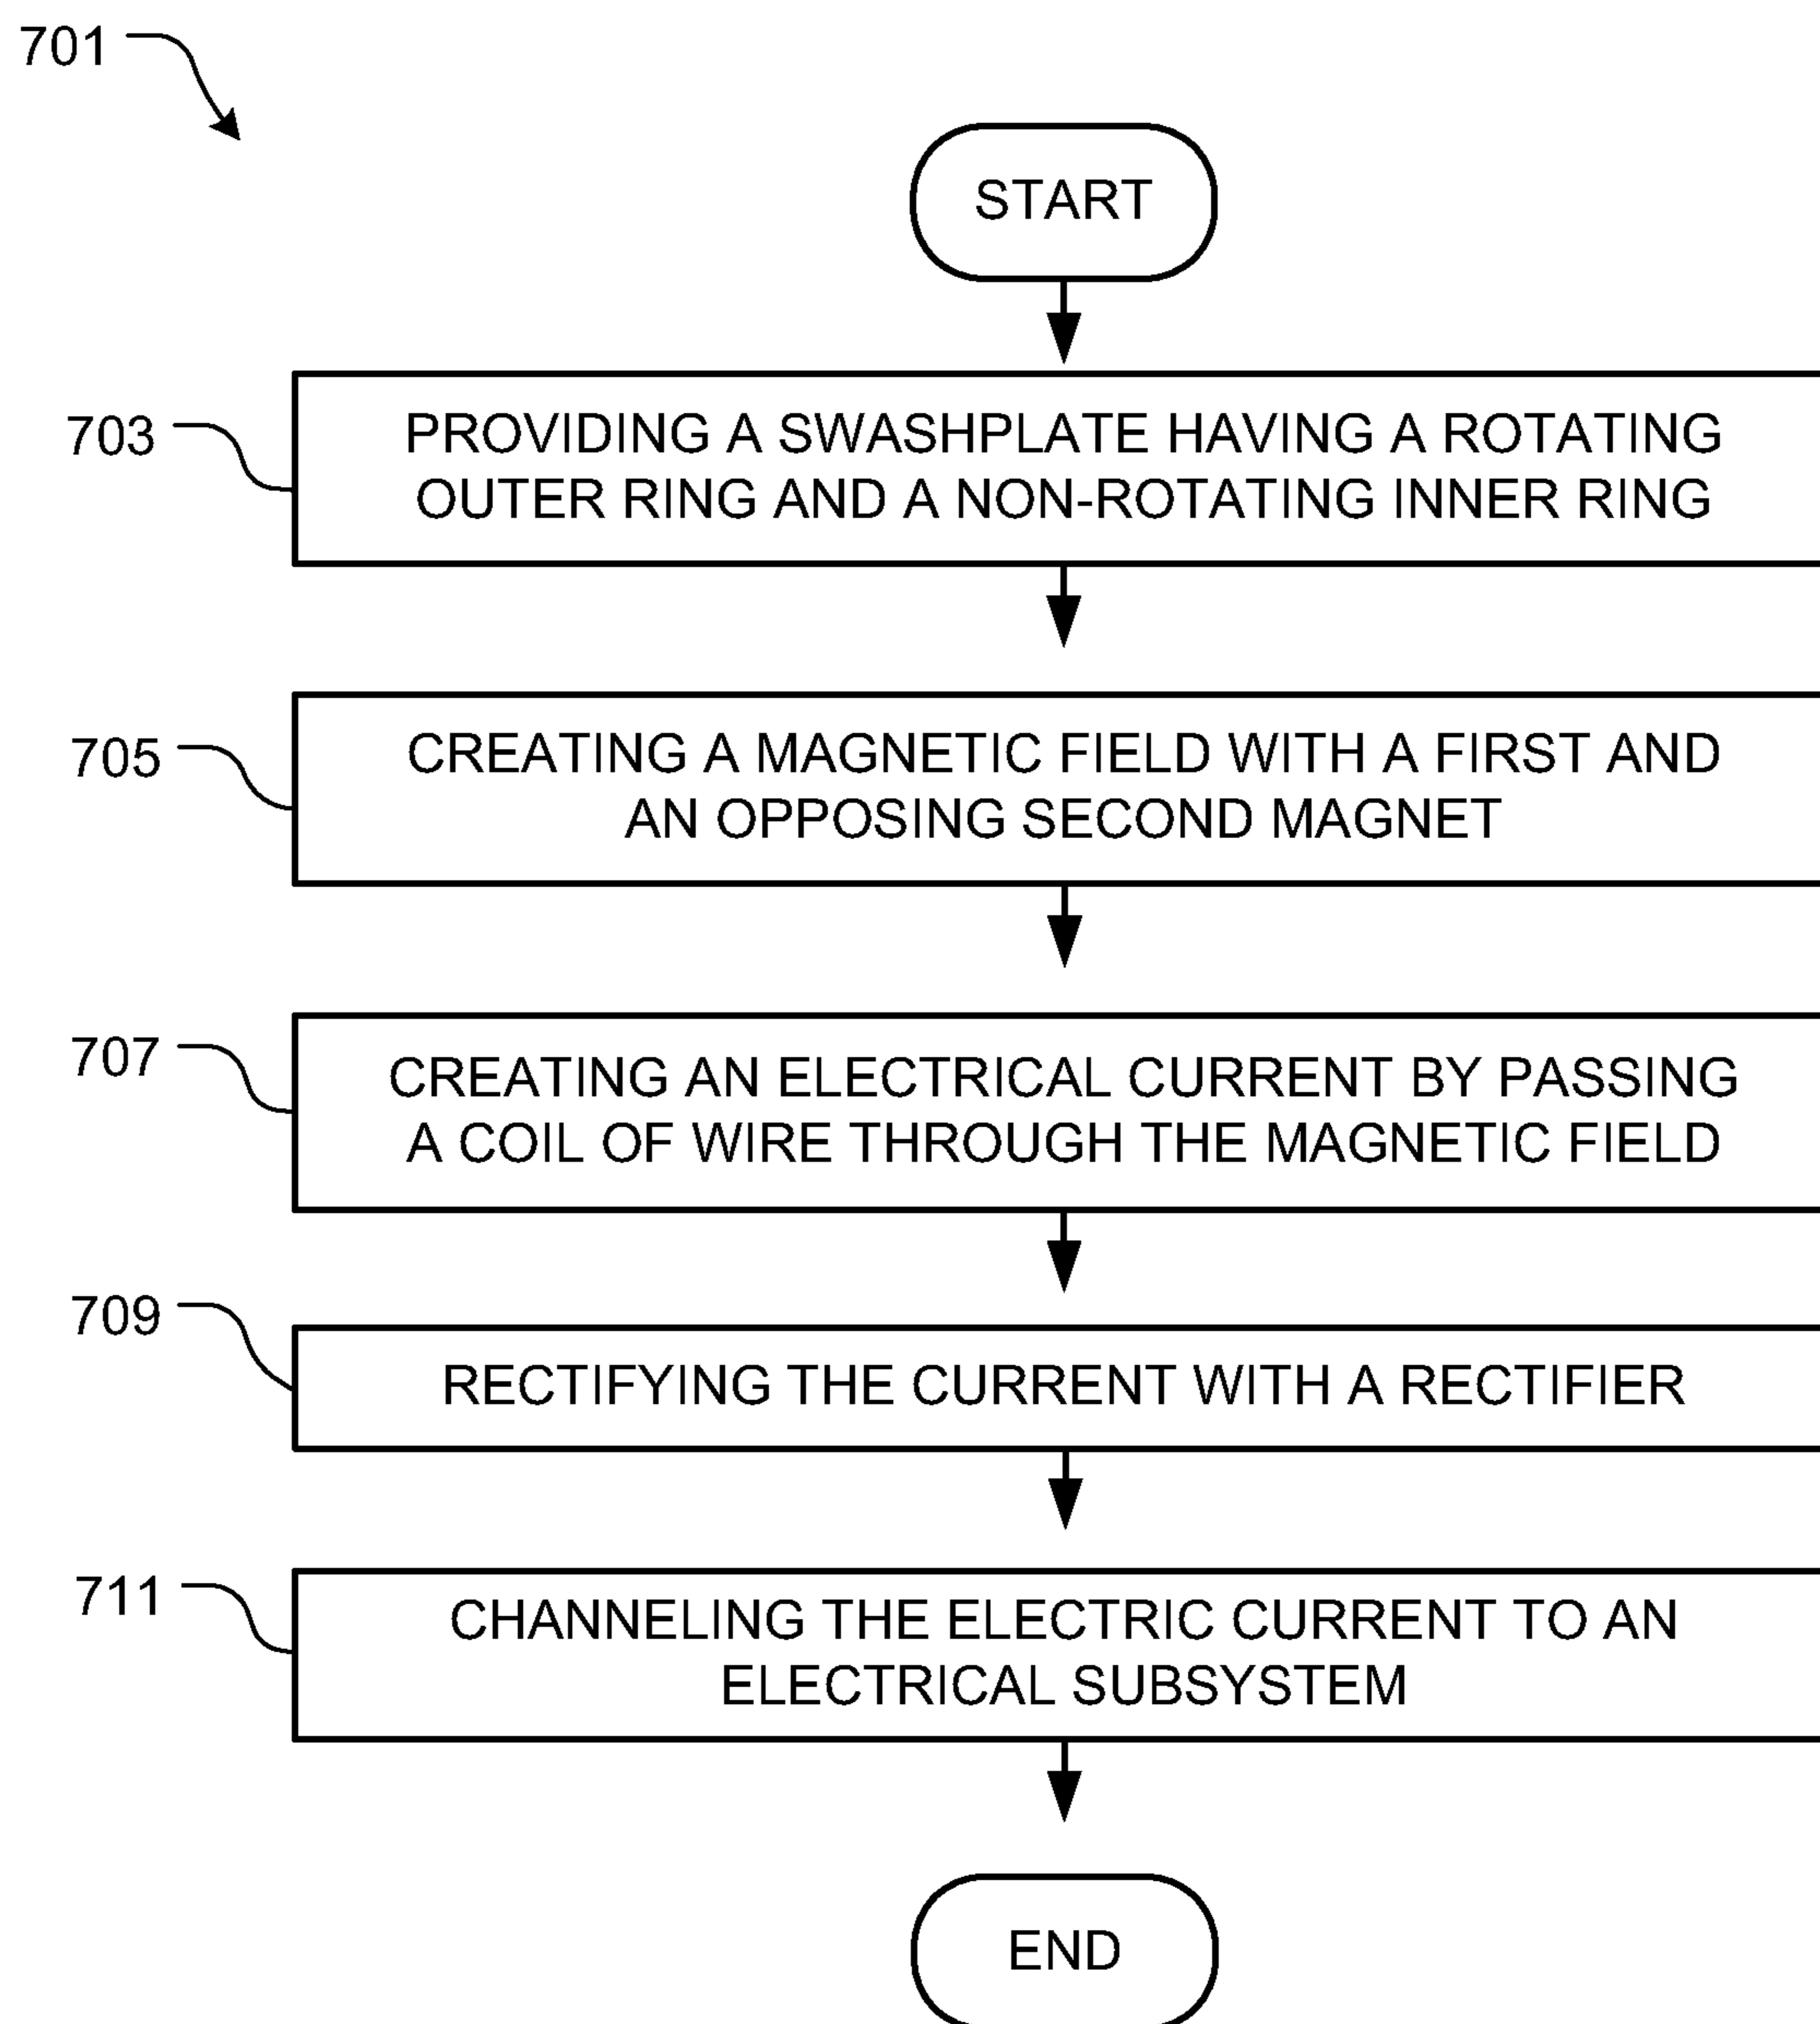 701
START
703
PROVIDING A SWASHPLATE HAVING A ROTATING
OUTER RING AND A NON-ROTATING INNER RING
705
CREATING A MAGNETIC FIELD WITH A FIRST AND
AN OPPOSING SECOND MAGNET
707
CREATING AN ELECTRICAL CURRENT BY PASSING
A COIL OF WIRE THROUGH THE MAGNETIC FIELD
709
RECTIFYING THE CURRENT WITH A RECTIFIER
711
CHANNELING THE ELECTRIC CURRENT TO AN
ELECTRICAL SUBSYSTEM
END